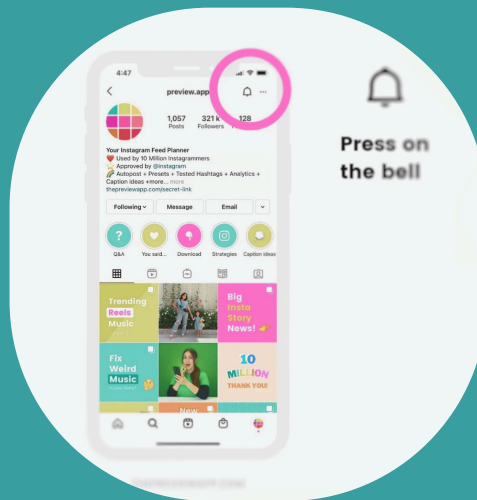 4:47
preview.app
1,057
321 k
128
Posts
Followers
Your Instagram Feed Planner
❤️ Used by 10 Million Instagrammers
Approved by @instagram
🌈 Autopost + Presets + Tested Hashtags + Analytics +
Caption ideas +more... more
thepreviewapp.com/secret-link
Following
Message
Email
?
Q&A
You said...
Download
Strategies
Caption ideas
Trending
Reels
Music
Big
Insta
Story
News!
Fix
Weird
Music
10
MILLION
THANK YOU!
New
Press on
the bell
THEPREVIEWAPP.COM